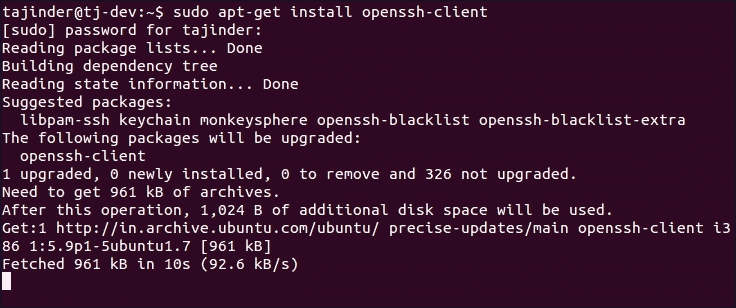 tajinder@tj-dev:~$ sudo apt-get install openssh-client
[sudo] password for tajinder:
Reading package lists... Done
Building dependency tree
Reading state information... Done
Suggested packages:
  libpam-ssh keychain monkeysphere openssh-blacklist openssh-blacklist-extra
The following packages will be upgraded:
  openssh-client
1 upgraded, 0 newly installed, 0 to remove and 326 not upgraded.
Need to get 961 kB of archives.
After this operation, 1,024 B of additional disk space will be used.
Get:1 http://in.archive.ubuntu.com/ubuntu/ precise-updates/main openssh-client i3
86 1:5.9p1-5ubuntu1.7 [961 kB]
Fetched 961 kB in 10s (92.6 kB/s)